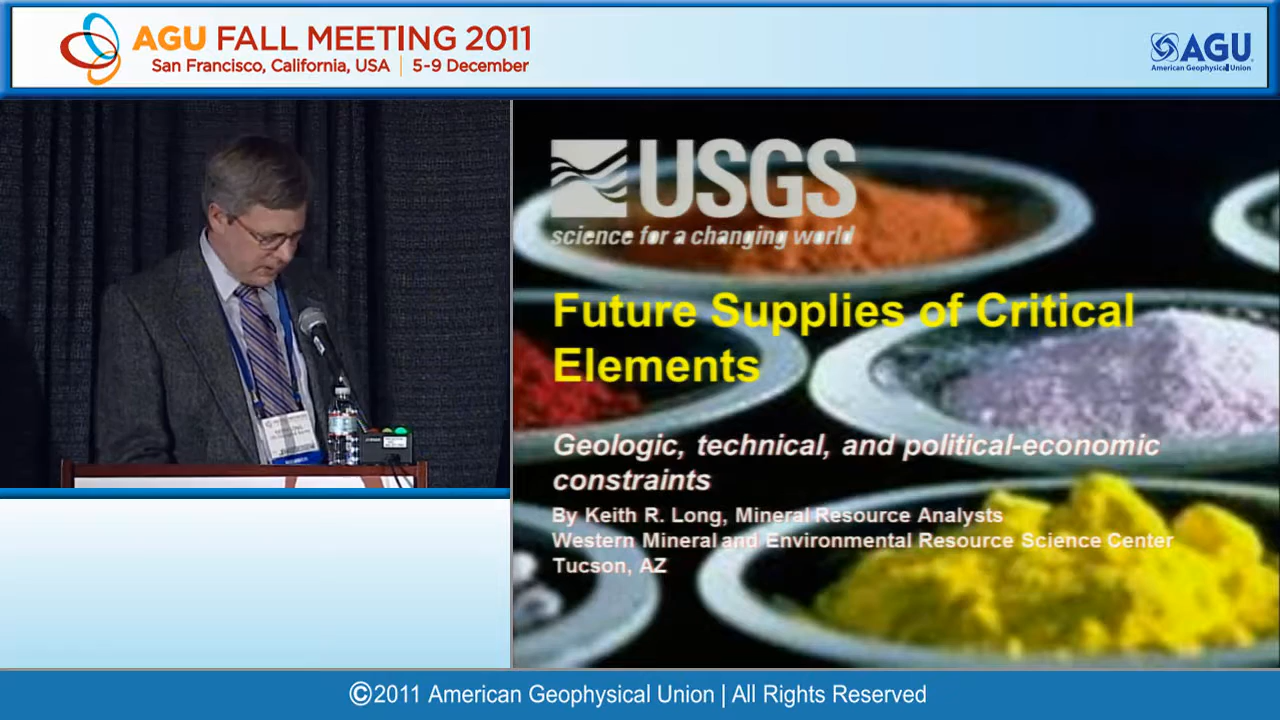 AGU FALL MEETING 2011
San Francisco, California, USA | 5-9 December
AGU
American Geophysical Union
USGS
science for a changing world
Future Supplies of Critical
Elements
Geologic, technical, and political-economic
constraints
By Keith R. Long, Mineral Resource Analysts
Western Mineral and Environmental Resource Science Center
Tucson, AZ
©2011 American Geophysical Union | All Rights Reserved